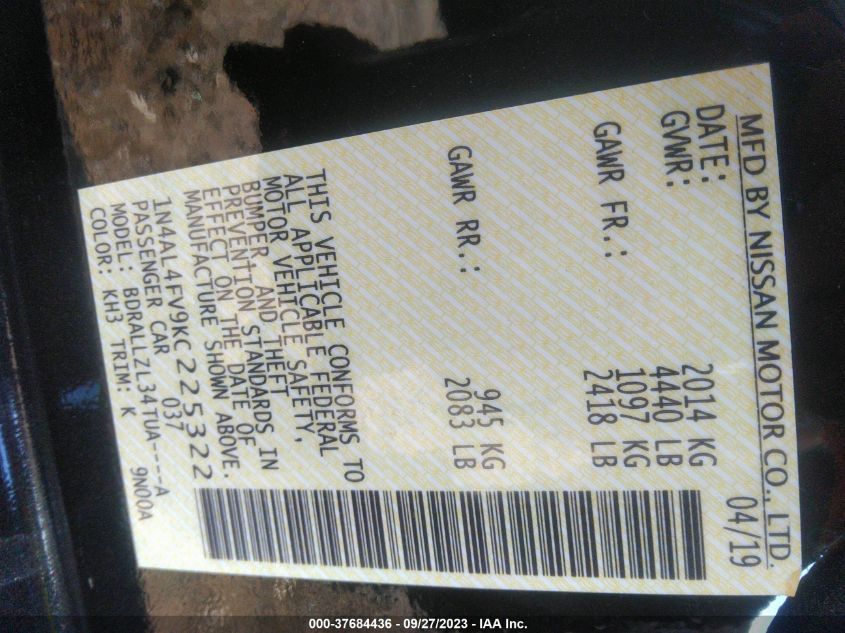 MFD BY NISSAN MOTOR CO., LTD.
DATE: 04/19
GVWR: 2014 KG
4440 LB
GAWR FR.: 1097 KG
2418 LB
GAWR RR.: 945 KG
2083 LB
THIS VEHICLE CONFORMS TO
ALL APPLICABLE FEDERAL
MOTOR VEHICLE SAFETY,
BUMPER, AND THEFT
PREVENTION STANDARDS IN
EFFECT ON THE DATE OF
MANUFACTURE SHOWN ABOVE.
1N4AL4FV9KC225322
PASSENGER CAR 037
MODEL: BDRALLZL34TUA----A
COLOR: KH3 TRIM: K 9N00A
000-37684436 - 09/27/2023 - IAA Inc.